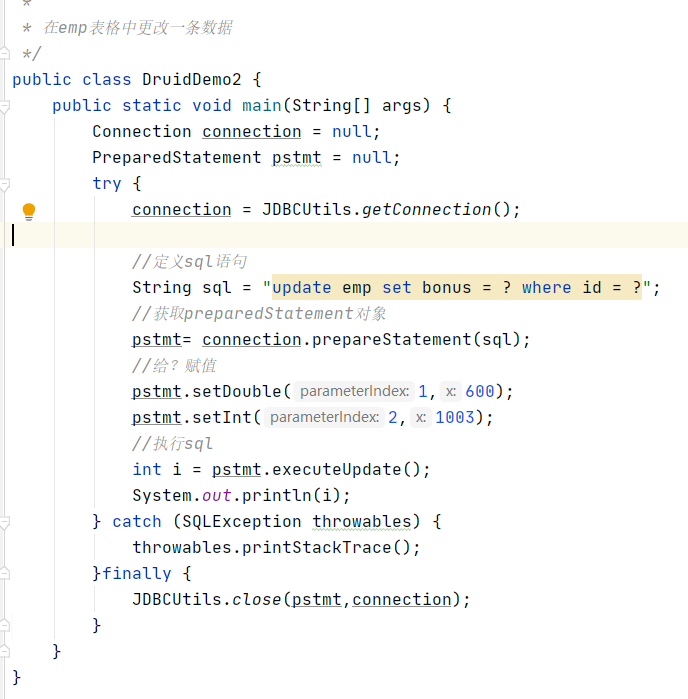 *
* 在emp表格中更改一条数据
*/
public class DruidDemo2 {
    public static void main(String[] args) {
        Connection connection = null;
        PreparedStatement pstmt = null;
        try {
            connection = JDBCUtils.getConnection();
            //定义sql语句
            String sql = "update emp set bonus = ? where id = ?";
            //获取preparedStatement对象
            pstmt= connection.prepareStatement(sql);
            //给？赋值
            pstmt.setDouble( parameterIndex: 1, x: 600);
            pstmt.setInt( parameterIndex: 2, x: 1003);
            //执行sql
            int i = pstmt.executeUpdate();
            System.out.println(i);
        } catch (SQLException throwables) {
            throwables.printStackTrace();
        }finally {
            JDBCUtils.close(pstmt,connection);
        }
    }
}